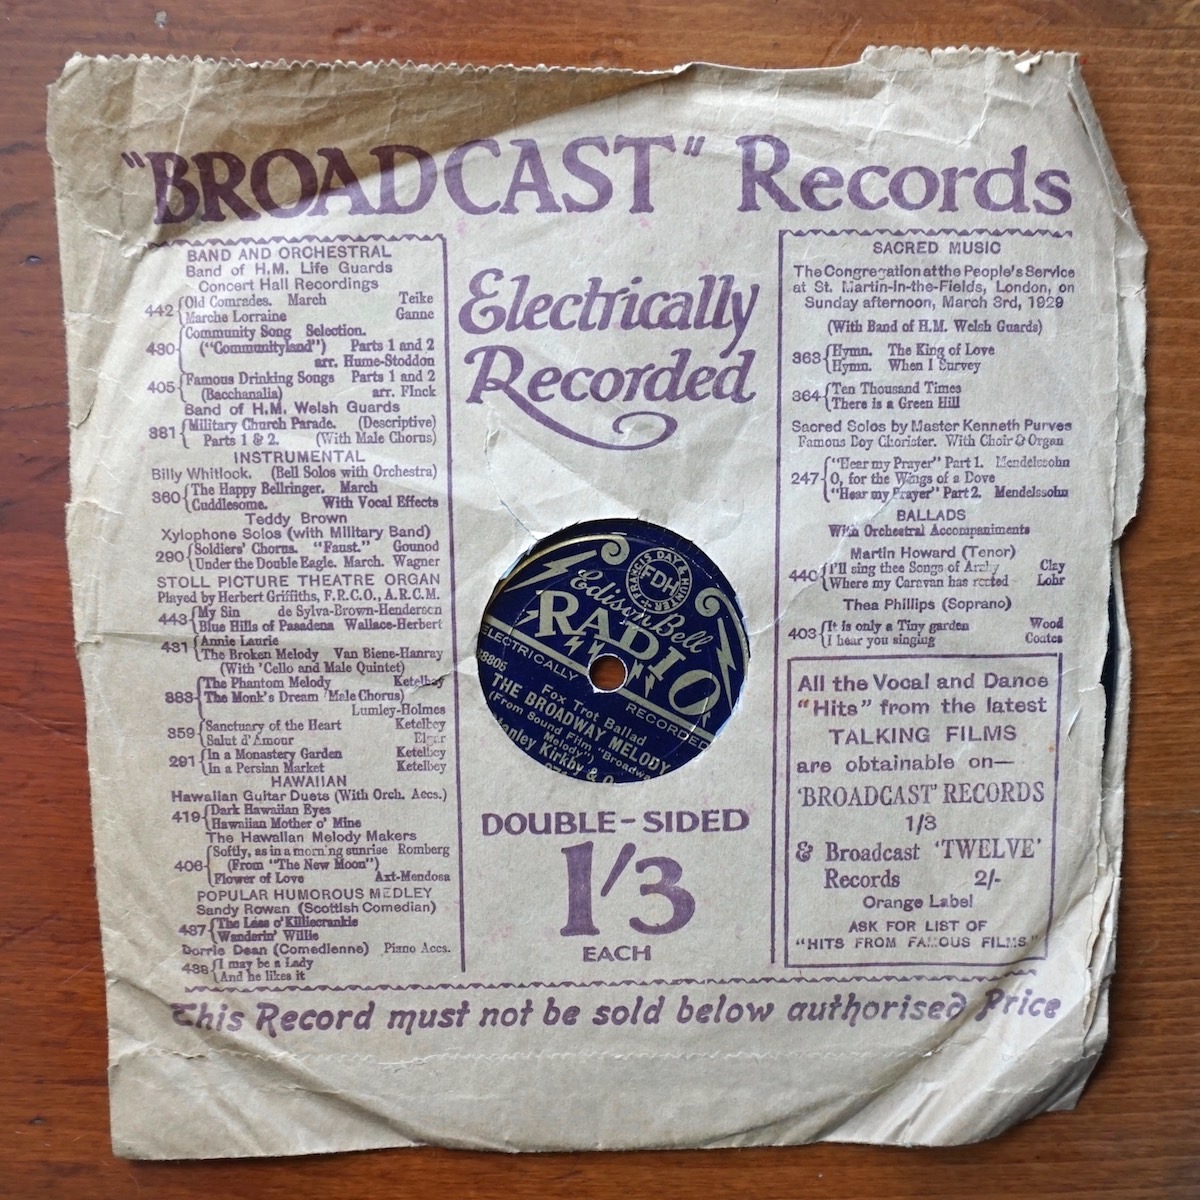 "BROADCAST" Records
BAND AND ORCHESTRAL
Band of H.M. Life Guards
Concert Hall Recordings
442 { Old Comrades. March Teike
Marche Lorraine Ganne
430 { Community Song Selection.
("Communityland") Parts 1 and 2
arr. Hume-Stoddon
405 { Famous Drinking Songs Parts 1 and 2
(Bacchanalia) arr. Finck
Band of H.M. Welsh Guards
381 { Military Church Parade. (Descriptive)
Parts 1 & 2. (With Male Chorus)
INSTRUMENTAL
Billy Whitlock. (Bell Solos with Orchestra)
360 { The Happy Bellringer. March
Cuddlesome. With Vocal Effects
Teddy Brown
Xylophone Solos (with Military Band)
290 { Soldiers' Chorus. "Faust." Gounod
Under the Double Eagle. March. Wagner
STOLL PICTURE THEATRE ORGAN
Played by Herbert Griffiths, F.R.C.O., A.R.C.M.
443 { My Sin de Sylva-Brown-Henderson
Blue Hills of Pasadena Wallace-Herbert
431 { Annie Laurie
The Broken Melody Van Biene-Hanray
(With 'Cello and Male Quintet)
383 { The Phantom Melody Ketelbey
The Monk's Dream (Male Chorus)
Lumley-Holmes
359 { Sanctuary of the Heart Ketelbey
Salut d'Amour Elgar
291 { In a Monastery Garden Ketelbey
In a Persian Market Ketelbey
HAWAIIAN
Hawaiian Guitar Duets (With Orch. Accs.)
419 { Dark Hawaiian Eyes
Hawaiian Mother o' Mine
The Hawaiian Melody Makers
406 { Softly, as in a morning sunrise Romberg
(From "The New Moon")
Flower of Love Axt-Mendosa
POPULAR HUMOROUS MEDLEY
Sandy Rowan (Scottish Comedian)
437 { The Lass o' Killiecrankie
Wanderin' Willie
Dorrie Dean (Comedienne) Piano Accs.
438 { I may be a Lady
And he likes it
Electrically
Recorded
FRANCIS DAY & HUNTER
FDH
Edison Bell
RADIO
ELECTRICALLY RECORDED
Fox Trot Ballad
THE BROADWAY MELODY
(From Sound Film "Broadway
Melody")
Kirkby &
DOUBLE-SIDED
1/3
EACH
SACRED MUSIC
The Congregation at the People's Service
at St. Martin-in-the-Fields, London, on
Sunday afternoon, March 3rd, 1929
(With Band of H.M. Welsh Guards)
363 { Hymn. The King of Love
Hymn. When I Survey
364 { Ten Thousand Times
There is a Green Hill
Sacred Solos by Master Kenneth Purves
Famous Boy Chorister. With Choir & Organ
247 { "Hear my Prayer" Part 1. Mendelssohn
O, for the Wings of a Dove
"Hear my Prayer" Part 2. Mendelssohn
BALLADS
With Orchestral Accompaniments
Martin Howard (Tenor)
440 { I'll sing thee Songs of Araby Clay
Where my Caravan has rested Lohr
Thea Phillips (Soprano)
403 { It is only a Tiny garden Wood
I hear you singing Coates
All the Vocal and Dance
"Hits" from the latest
TALKING FILMS
are obtainable on—
'BROADCAST' RECORDS
1/3
& Broadcast 'TWELVE'
Records 2/-
Orange Label
ASK FOR LIST OF
"HITS FROM FAMOUS FILMS"
This Record must not be sold below authorised Price